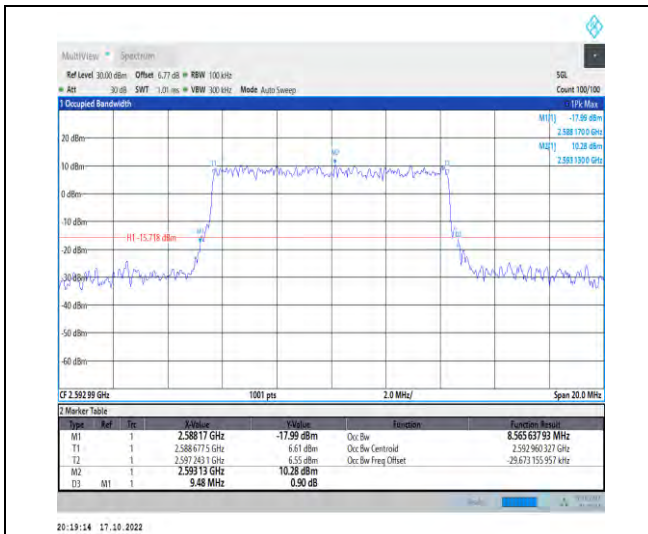 MultiView Spectrum
Ref Level 30.00 dBm Offset 6.77 dB RBW 100 kHz SGL
Att 30 dB SWT 1.01 ms VBW 300 kHz Mode Auto Sweep Count 100/100
1 Occupied Bandwidth 1Pk Max
M1[1] -17.99 dBm
2.588 170 0 GHz
20 dBm
M2[1] 10.28 dBm
2.593 130 0 GHz
M2
T1
10 dBm
0 dBm
-10 dBm
M1
H1 -15.718 dBm
D3
-20 dBm
-30 dBm
-40 dBm
-50 dBm
-60 dBm
CF 2.592 99 GHz 1001 pts 2.0 MHz/ Span 20.0 MHz
2 Marker Table
Type Ref Trc X-Value Y-Value Function Function Result
M1 1 2.588 17 GHz -17.99 dBm Occ Bw 8.565 637 93 MHz
T1 1 2.588 677 5 GHz 6.61 dBm Occ Bw Centroid 2.592 960 327 GHz
T2 1 2.597 243 1 GHz 6.55 dBm Occ Bw Freq Offset -29.673 155 957 kHz
M2 1 2.593 13 GHz 10.28 dBm
D3 M1 1 9.48 MHz 0.90 dB
20:19:14 17.10.2022